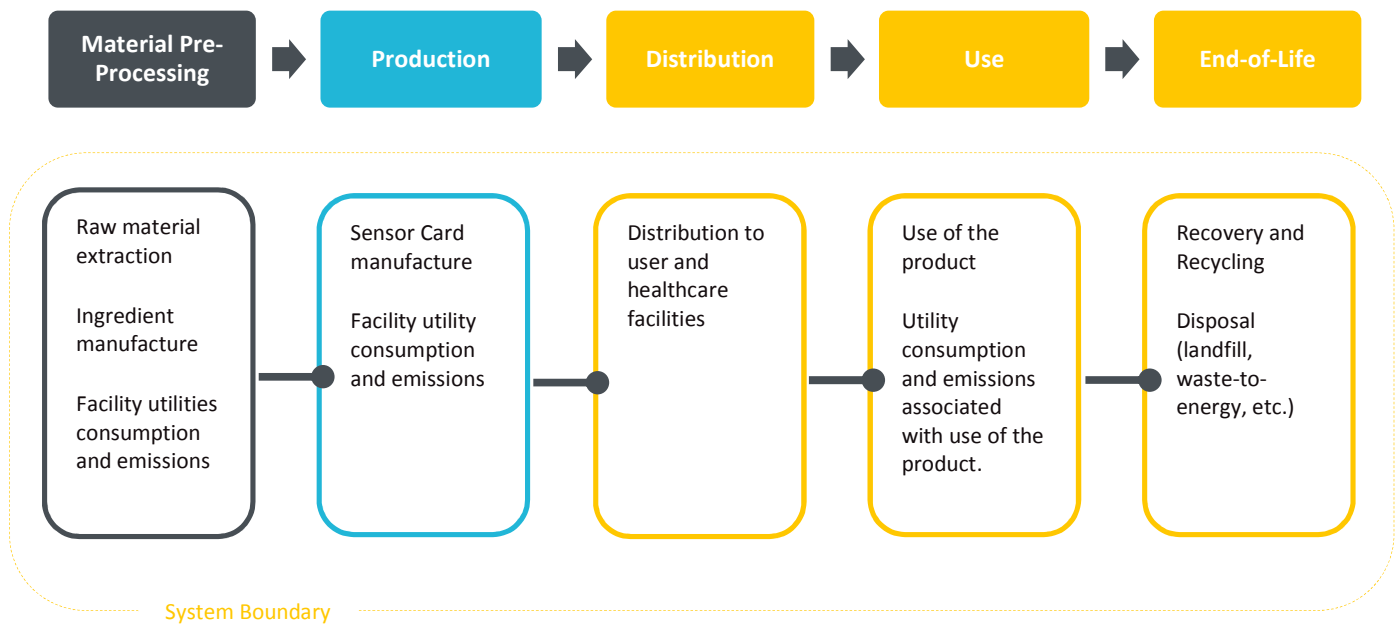 Material Pre-
Processing
Production
Distribution
Use
End-of-Life
Raw material
extraction
Ingredient
manufacture
Facility utilities
consumption
and emissions
Sensor Card
manufacture
Facility utility
consumption
and emissions
Distribution to
user and
healthcare
facilities
Use of the
product
Utility
consumption
and emissions
associated
with use of the
product.
Recovery and
Recycling
Disposal
(landfill,
waste-to-
energy, etc.)
System Boundary